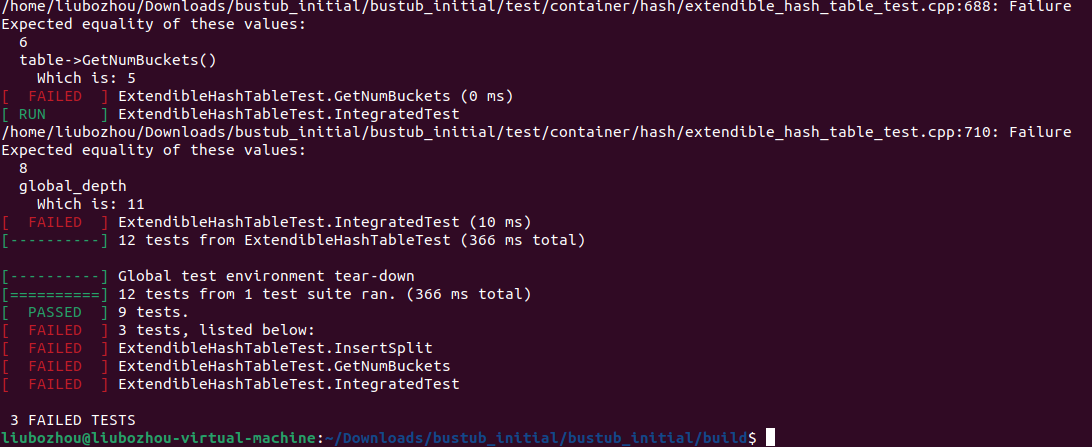 /home/liubozhou/Downloads/bustub_initial/bustub_initial/test/container/hash/extendible_hash_table_test.cpp:688: Failure
Expected equality of these values:
  6
  table->GetNumBuckets()
    Which is: 5
[  FAILED  ] ExtendibleHashTableTest.GetNumBuckets (0 ms)
[ RUN      ] ExtendibleHashTableTest.IntegratedTest
/home/liubozhou/Downloads/bustub_initial/bustub_initial/test/container/hash/extendible_hash_table_test.cpp:710: Failure
Expected equality of these values:
  8
  global_depth
    Which is: 11
[  FAILED  ] ExtendibleHashTableTest.IntegratedTest (10 ms)
[----------] 12 tests from ExtendibleHashTableTest (366 ms total)

[----------] Global test environment tear-down
[==========] 12 tests from 1 test suite ran. (366 ms total)
[  PASSED  ] 9 tests.
[  FAILED  ] 3 tests, listed below:
[  FAILED  ] ExtendibleHashTableTest.InsertSplit
[  FAILED  ] ExtendibleHashTableTest.GetNumBuckets
[  FAILED  ] ExtendibleHashTableTest.IntegratedTest

 3 FAILED TESTS
liubozhou@liubozhou-virtual-machine:~/Downloads/bustub_initial/bustub_initial/build$